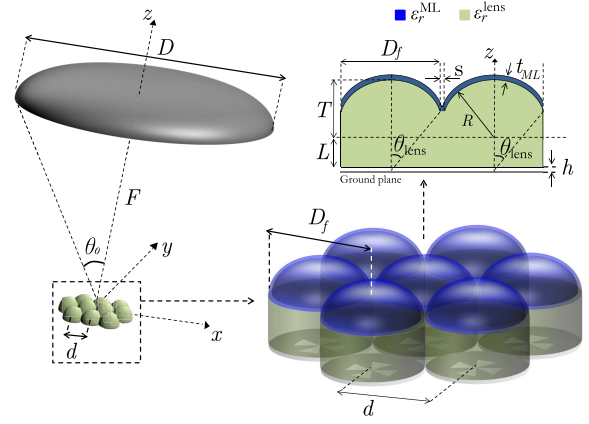 ε_r^ML ε_r^lens
z
D
F
θ₀
y
x
d
D_f
s
z
t_ML
T
R
L
θ_lens
θ_lens
h
Ground plane
D_f
d